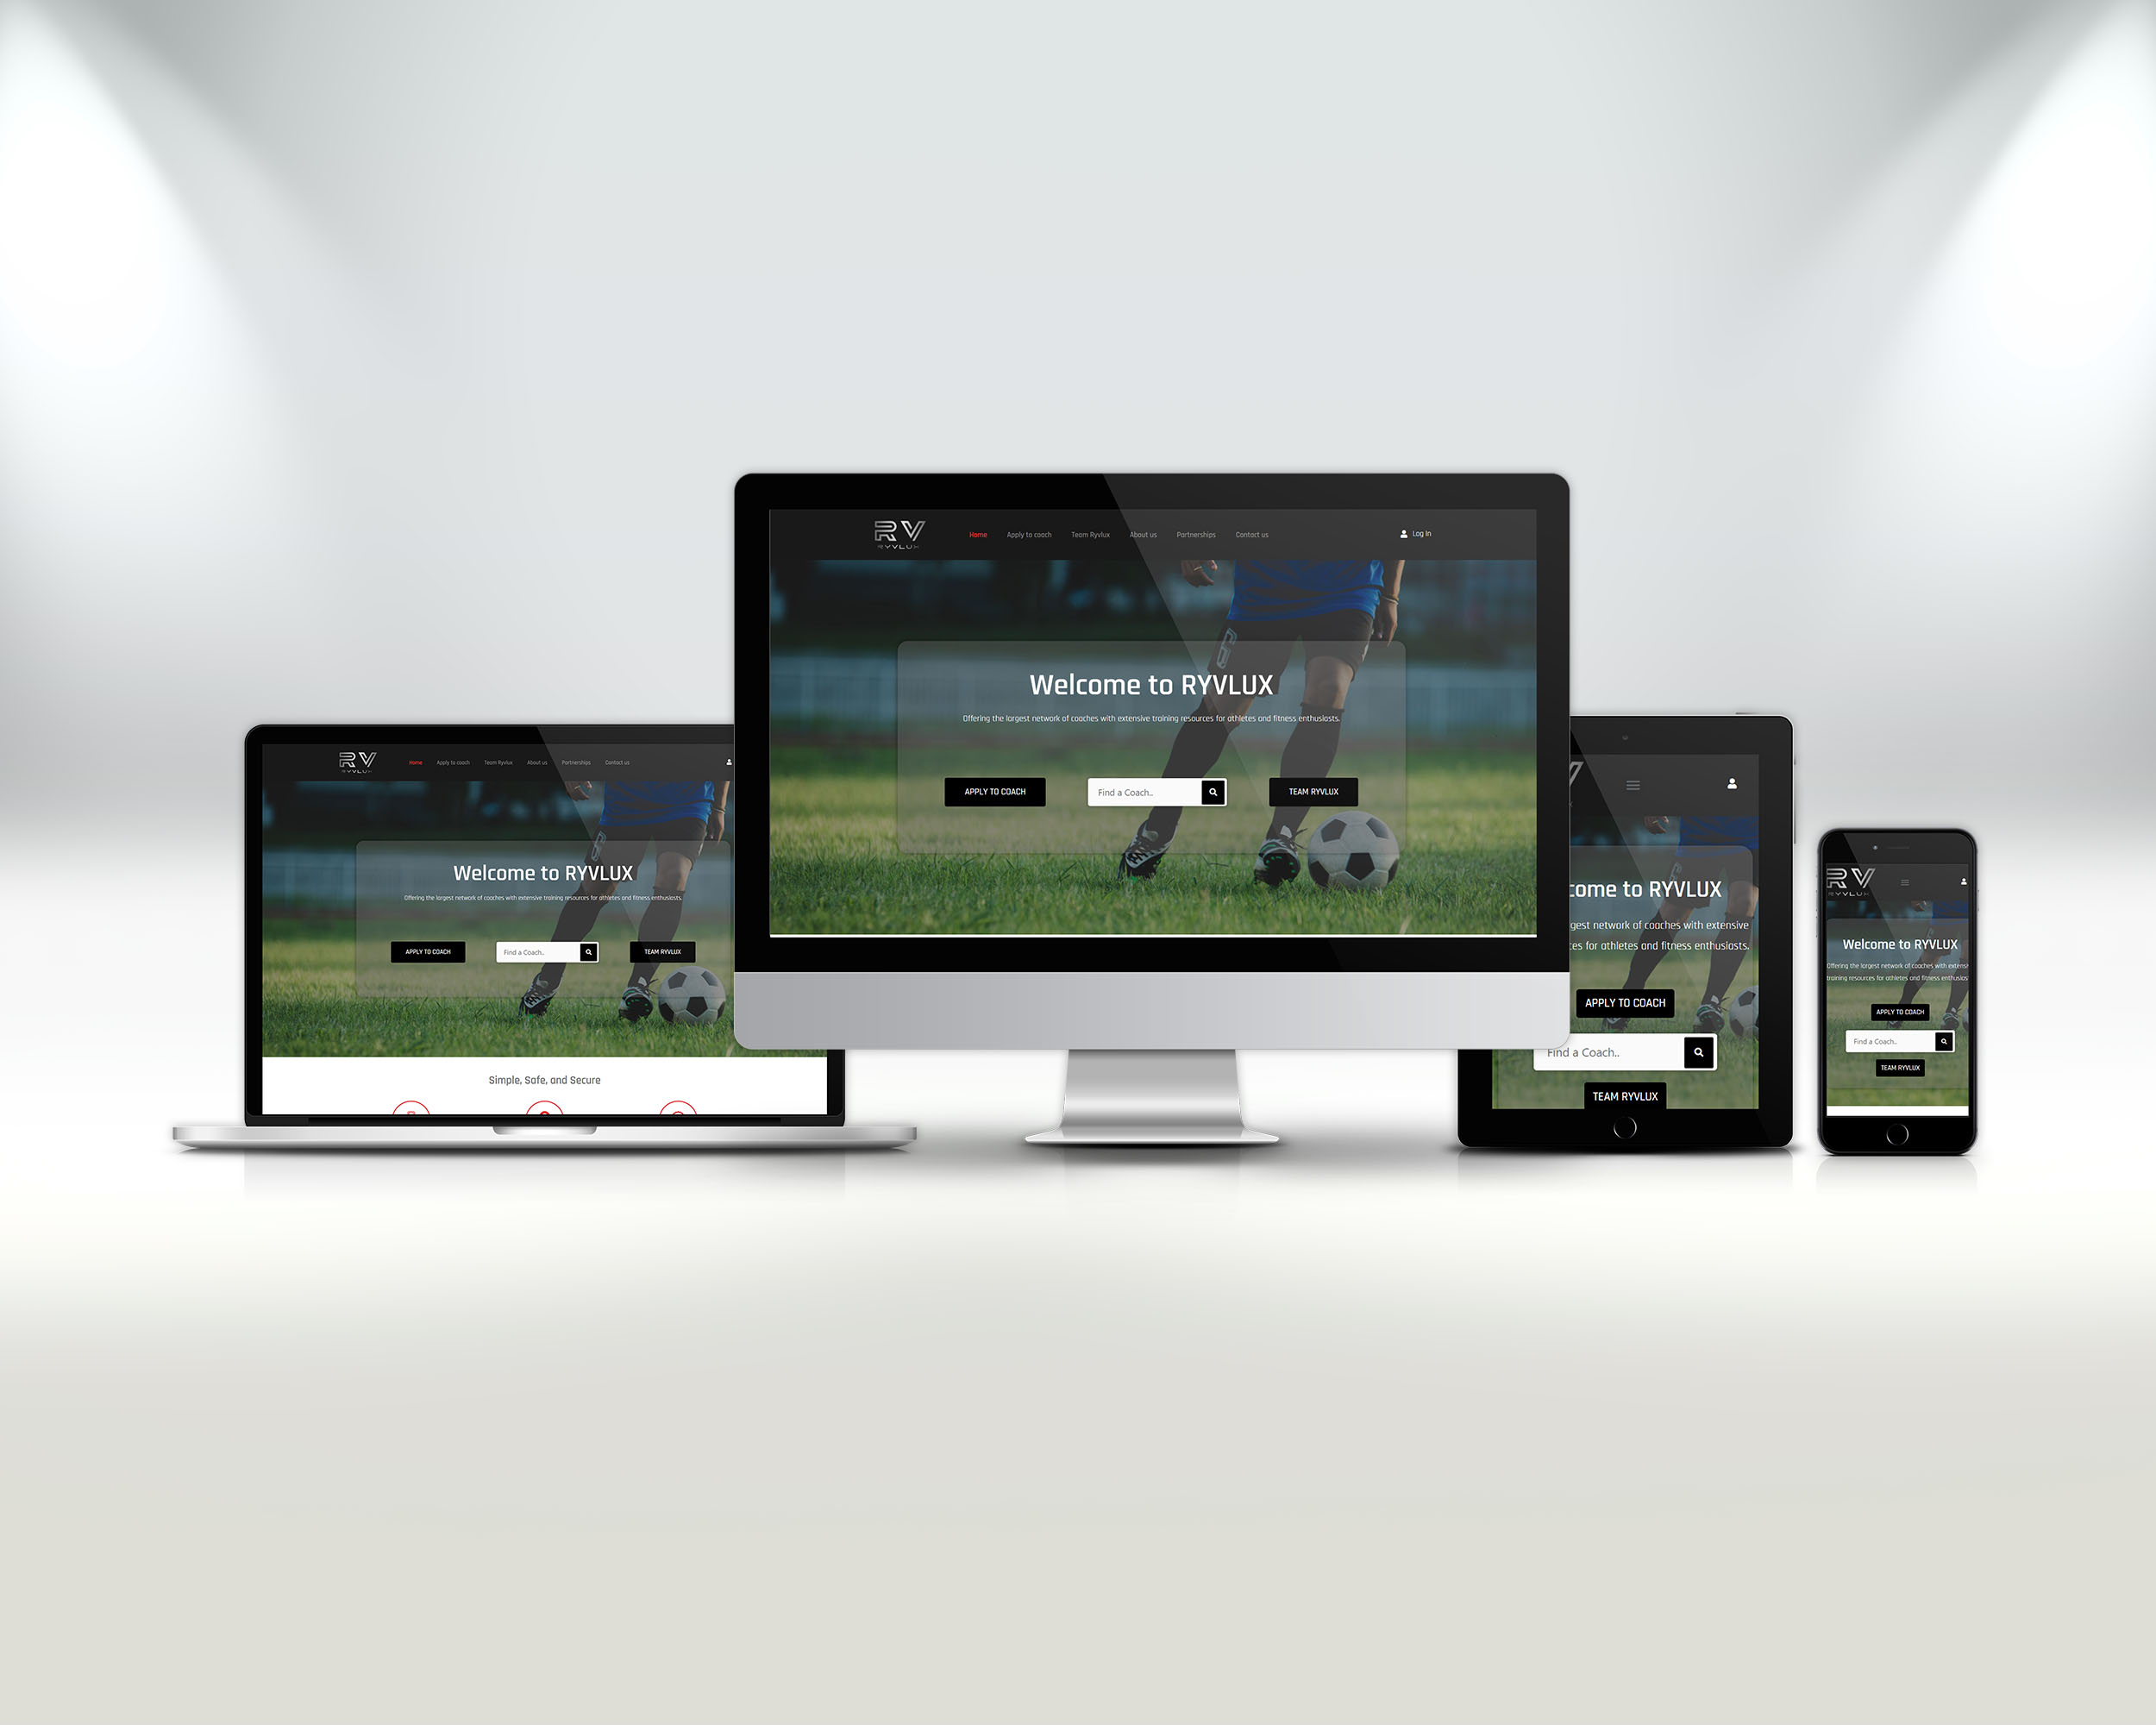 RV
RYVLUX
Home Apply to coach Team Ryvlux About us Partnerships Contact us Log In
Welcome to RYVLUX
Offering the largest network of coaches with extensive training resources for athletes and fitness enthusiasts.
APPLY TO COACH Find a Coach.. TEAM RYVLUX
RV
RYVLUX
Home Apply to coach Team Ryvlux About us Partnerships Contact us
Welcome to RYVLUX
Offering the largest network of coaches with extensive training resources for athletes and fitness enthusiasts.
APPLY TO COACH Find a Coach.. TEAM RYVLUX
Simple, Safe, and Secure
come to RYVLUX
gest network of coaches with extensive
es for athletes and fitness enthusiasts.
APPLY TO COACH
Find a Coach..
TEAM RYVLUX
RV
RYVLUX
Welcome to RYVLUX
Offering the largest network of coaches with extens
training resources for athletes and fitness enthusias
APPLY TO COACH
Find a Coach..
TEAM RYVLUX